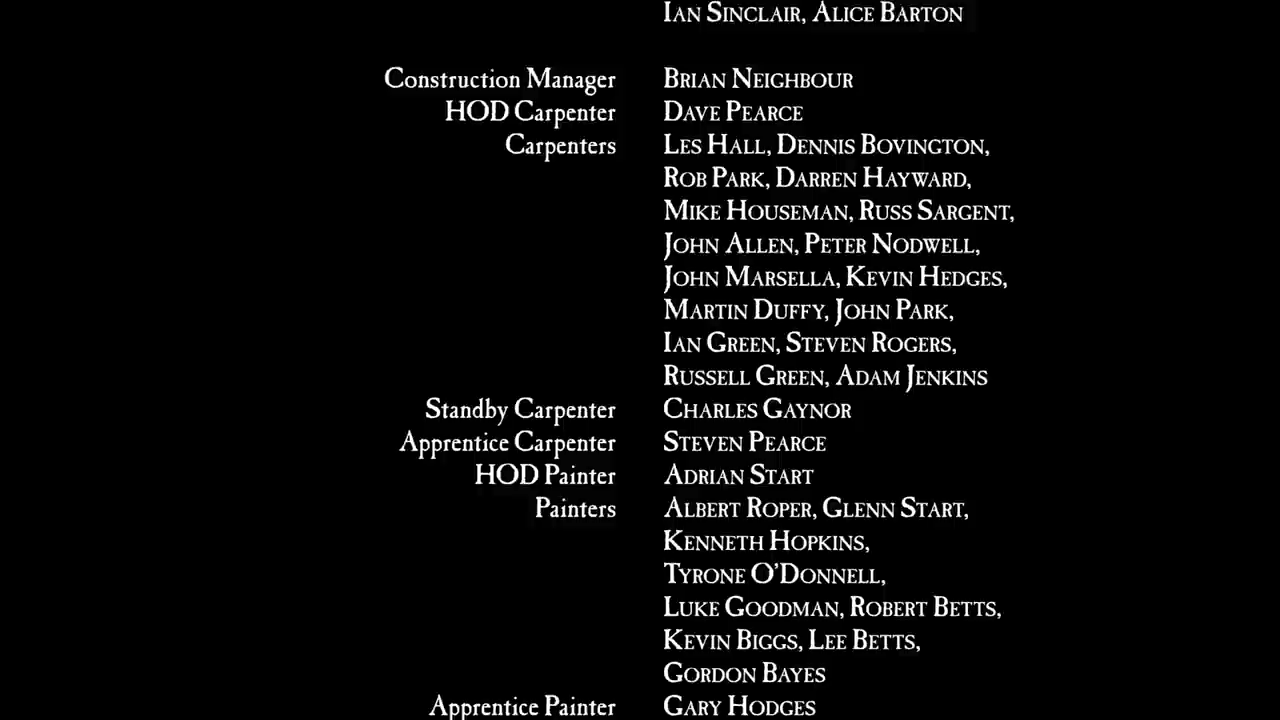 Ian Sinclair, Alice Barton
Construction Manager Brian Neighbour
HOD Carpenter Dave Pearce
Carpenters Les Hall, Dennis Bovington,
Rob Park, Darren Hayward,
Mike Houseman, Russ Sargent,
John Allen, Peter Nodwell,
John Marsella, Kevin Hedges,
Martin Duffy, John Park,
Ian Green, Steven Rogers,
Russell Green, Adam Jenkins
Standby Carpenter Charles Gaynor
Apprentice Carpenter Steven Pearce
HOD Painter Adrian Start
Painters Albert Roper, Glenn Start,
Kenneth Hopkins,
Tyrone O'Donnell,
Luke Goodman, Robert Betts,
Kevin Biggs, Lee Betts,
Gordon Bayes
Apprentice Painter Gary Hodges